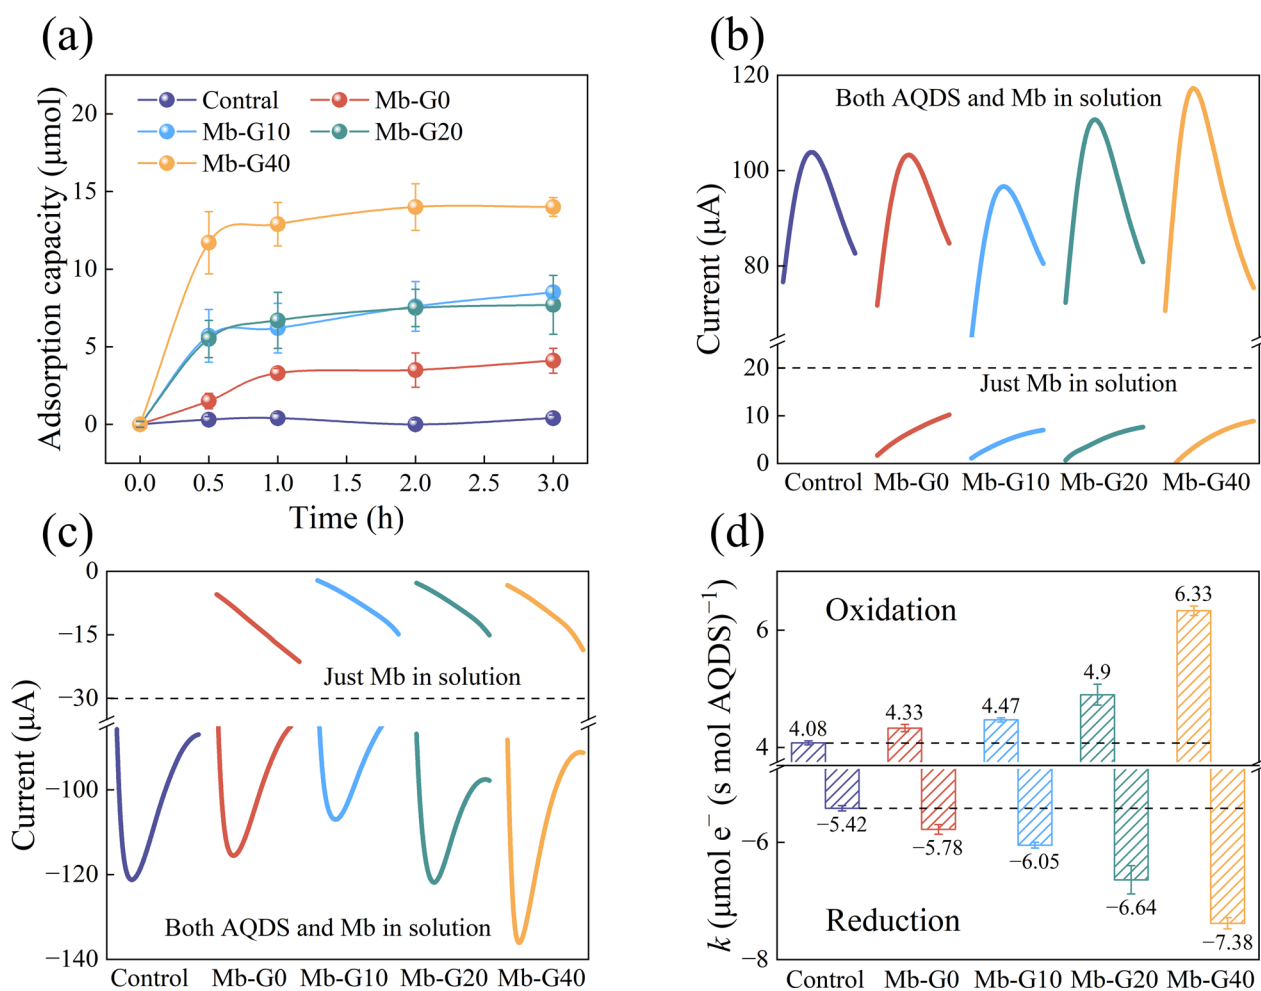 (a)
Adsorption capacity (μmol)
20
15
10
5
0
Contral
Mb-G0
Mb-G10
Mb-G20
Mb-G40
0.0 0.5 1.0 1.5 2.0 2.5 3.0
Time (h)
(b)
Current (μA)
120
100
80
20
10
0
Both AQDS and Mb in solution
Just Mb in solution
Control Mb-G0 Mb-G10 Mb-G20 Mb-G40
(c)
Current (μA)
0
−15
−30
−100
−120
−140
Just Mb in solution
Both AQDS and Mb in solution
Control Mb-G0 Mb-G10 Mb-G20 Mb-G40
(d)
k (μmol e⁻ (s mol AQDS)⁻¹
6
4
−6
−8
Oxidation
4.08
4.33
4.47
4.9
6.33
−5.42
−5.78
−6.05
−6.64
−7.38
Reduction
Control Mb-G0 Mb-G10 Mb-G20 Mb-G40